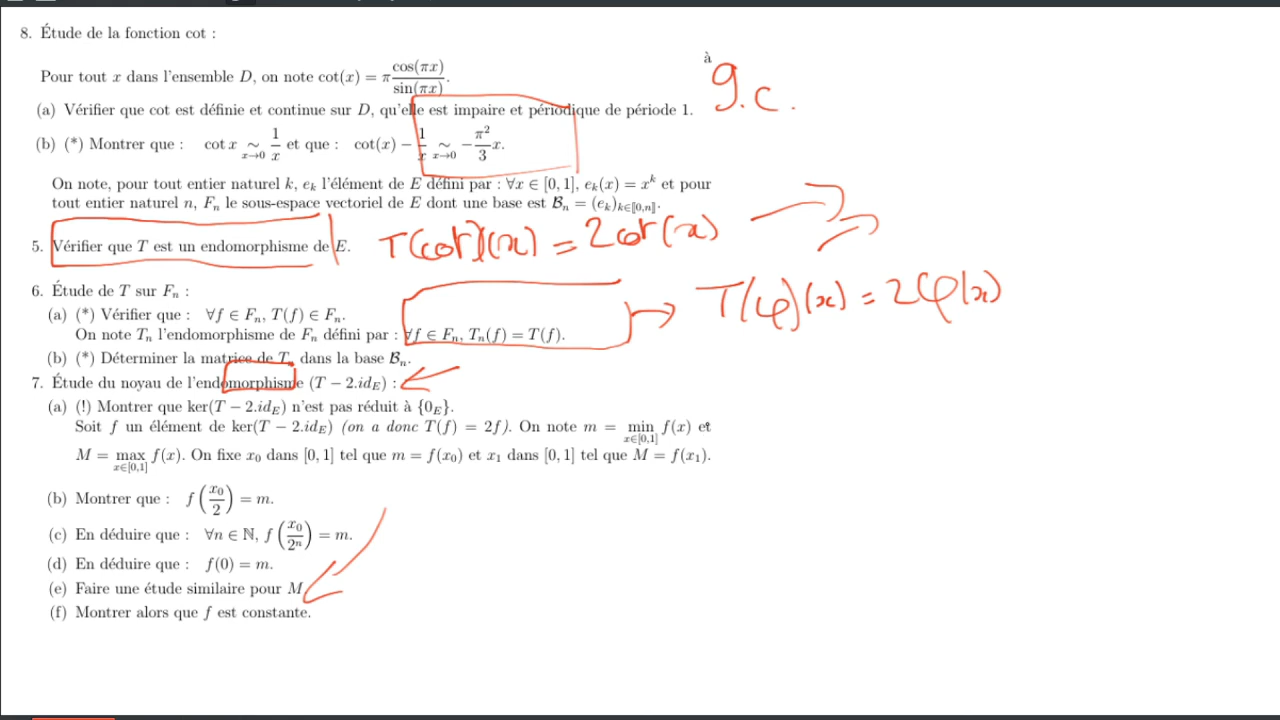 8. Étude de la fonction cot :
à
g.c.
Pour tout x dans l'ensemble D, on note cot(x) = π cos(πx)/sin(πx).
(a) Vérifier que cot est définie et continue sur D, qu'elle est impaire et périodique de période 1.
(b) (*) Montrer que : cot x ∼_{x→0} 1/x et que : cot(x) − 1/x ∼_{x→0} −π²/3 x.
On note, pour tout entier naturel k, e_k l'élément de E défini par : ∀x ∈ [0, 1], e_k(x) = x^k et pour
tout entier naturel n, F_n le sous-espace vectoriel de E dont une base est B_n = (e_k)_{k∈⟦0,n⟧}.
5. Vérifier que T est un endomorphisme de E.
T(cot)(x) = 2cot(x)
6. Étude de T sur F_n :
T(φ)(x) = 2φ(x)
(a) (*) Vérifier que : ∀f ∈ F_n, T(f) ∈ F_n.
On note T_n l'endomorphisme de F_n défini par : ∀f ∈ F_n, T_n(f) = T(f).
(b) (*) Déterminer la matrice de T_n dans la base B_n.
7. Étude du noyau de l'endomorphisme (T − 2.id_E) :
(a) (!) Montrer que ker(T − 2.id_E) n'est pas réduit à {0_E}.
Soit f un élément de ker(T − 2.id_E) (on a donc T(f) = 2f). On note m = min_{x∈[0,1]} f(x) et
M = max_{x∈[0,1]} f(x). On fixe x_0 dans [0, 1] tel que m = f(x_0) et x_1 dans [0, 1] tel que M = f(x_1).
(b) Montrer que : f(x_0/2) = m.
(c) En déduire que : ∀n ∈ ℕ, f(x_0/2^n) = m.
(d) En déduire que : f(0) = m.
(e) Faire une étude similaire pour M
(f) Montrer alors que f est constante.